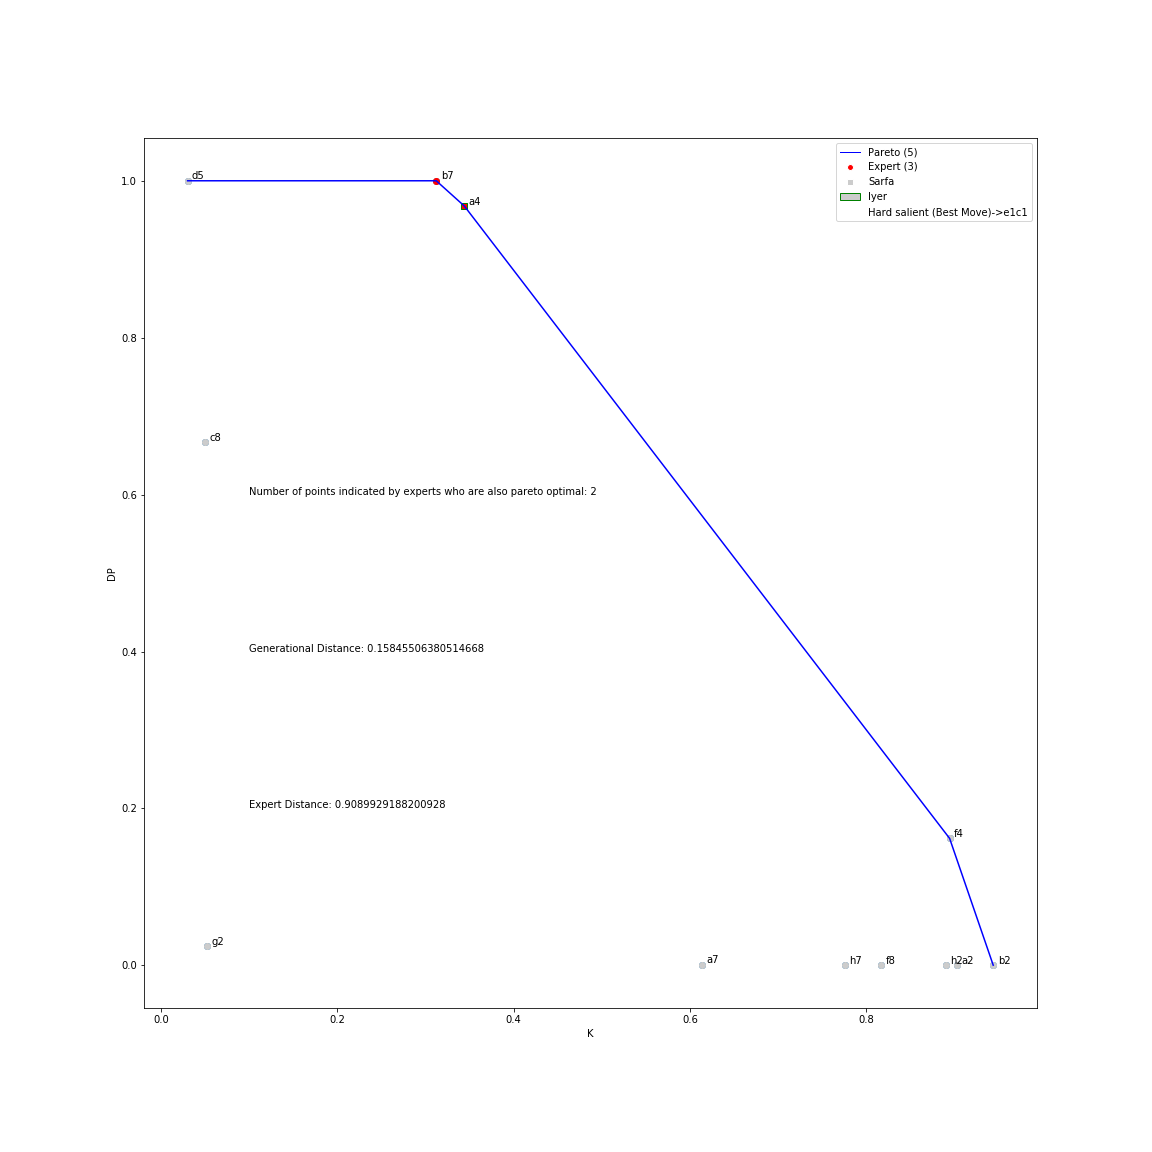 Pareto (5)
Expert (3)
Sarfa
Iyer
Hard salient (Best Move)->e1c1
1.0
d5
b7
a4
0.8
c8
0.6
Number of points indicated by experts who are also pareto optimal: 2
DP
0.4
Generational Distance: 0.15845506380514668
0.2
Expert Distance: 0.9089929188200928
f4
g2
0.0
a7
h7
f8
h2
a2
b2
0.0
0.2
0.4
0.6
0.8
K